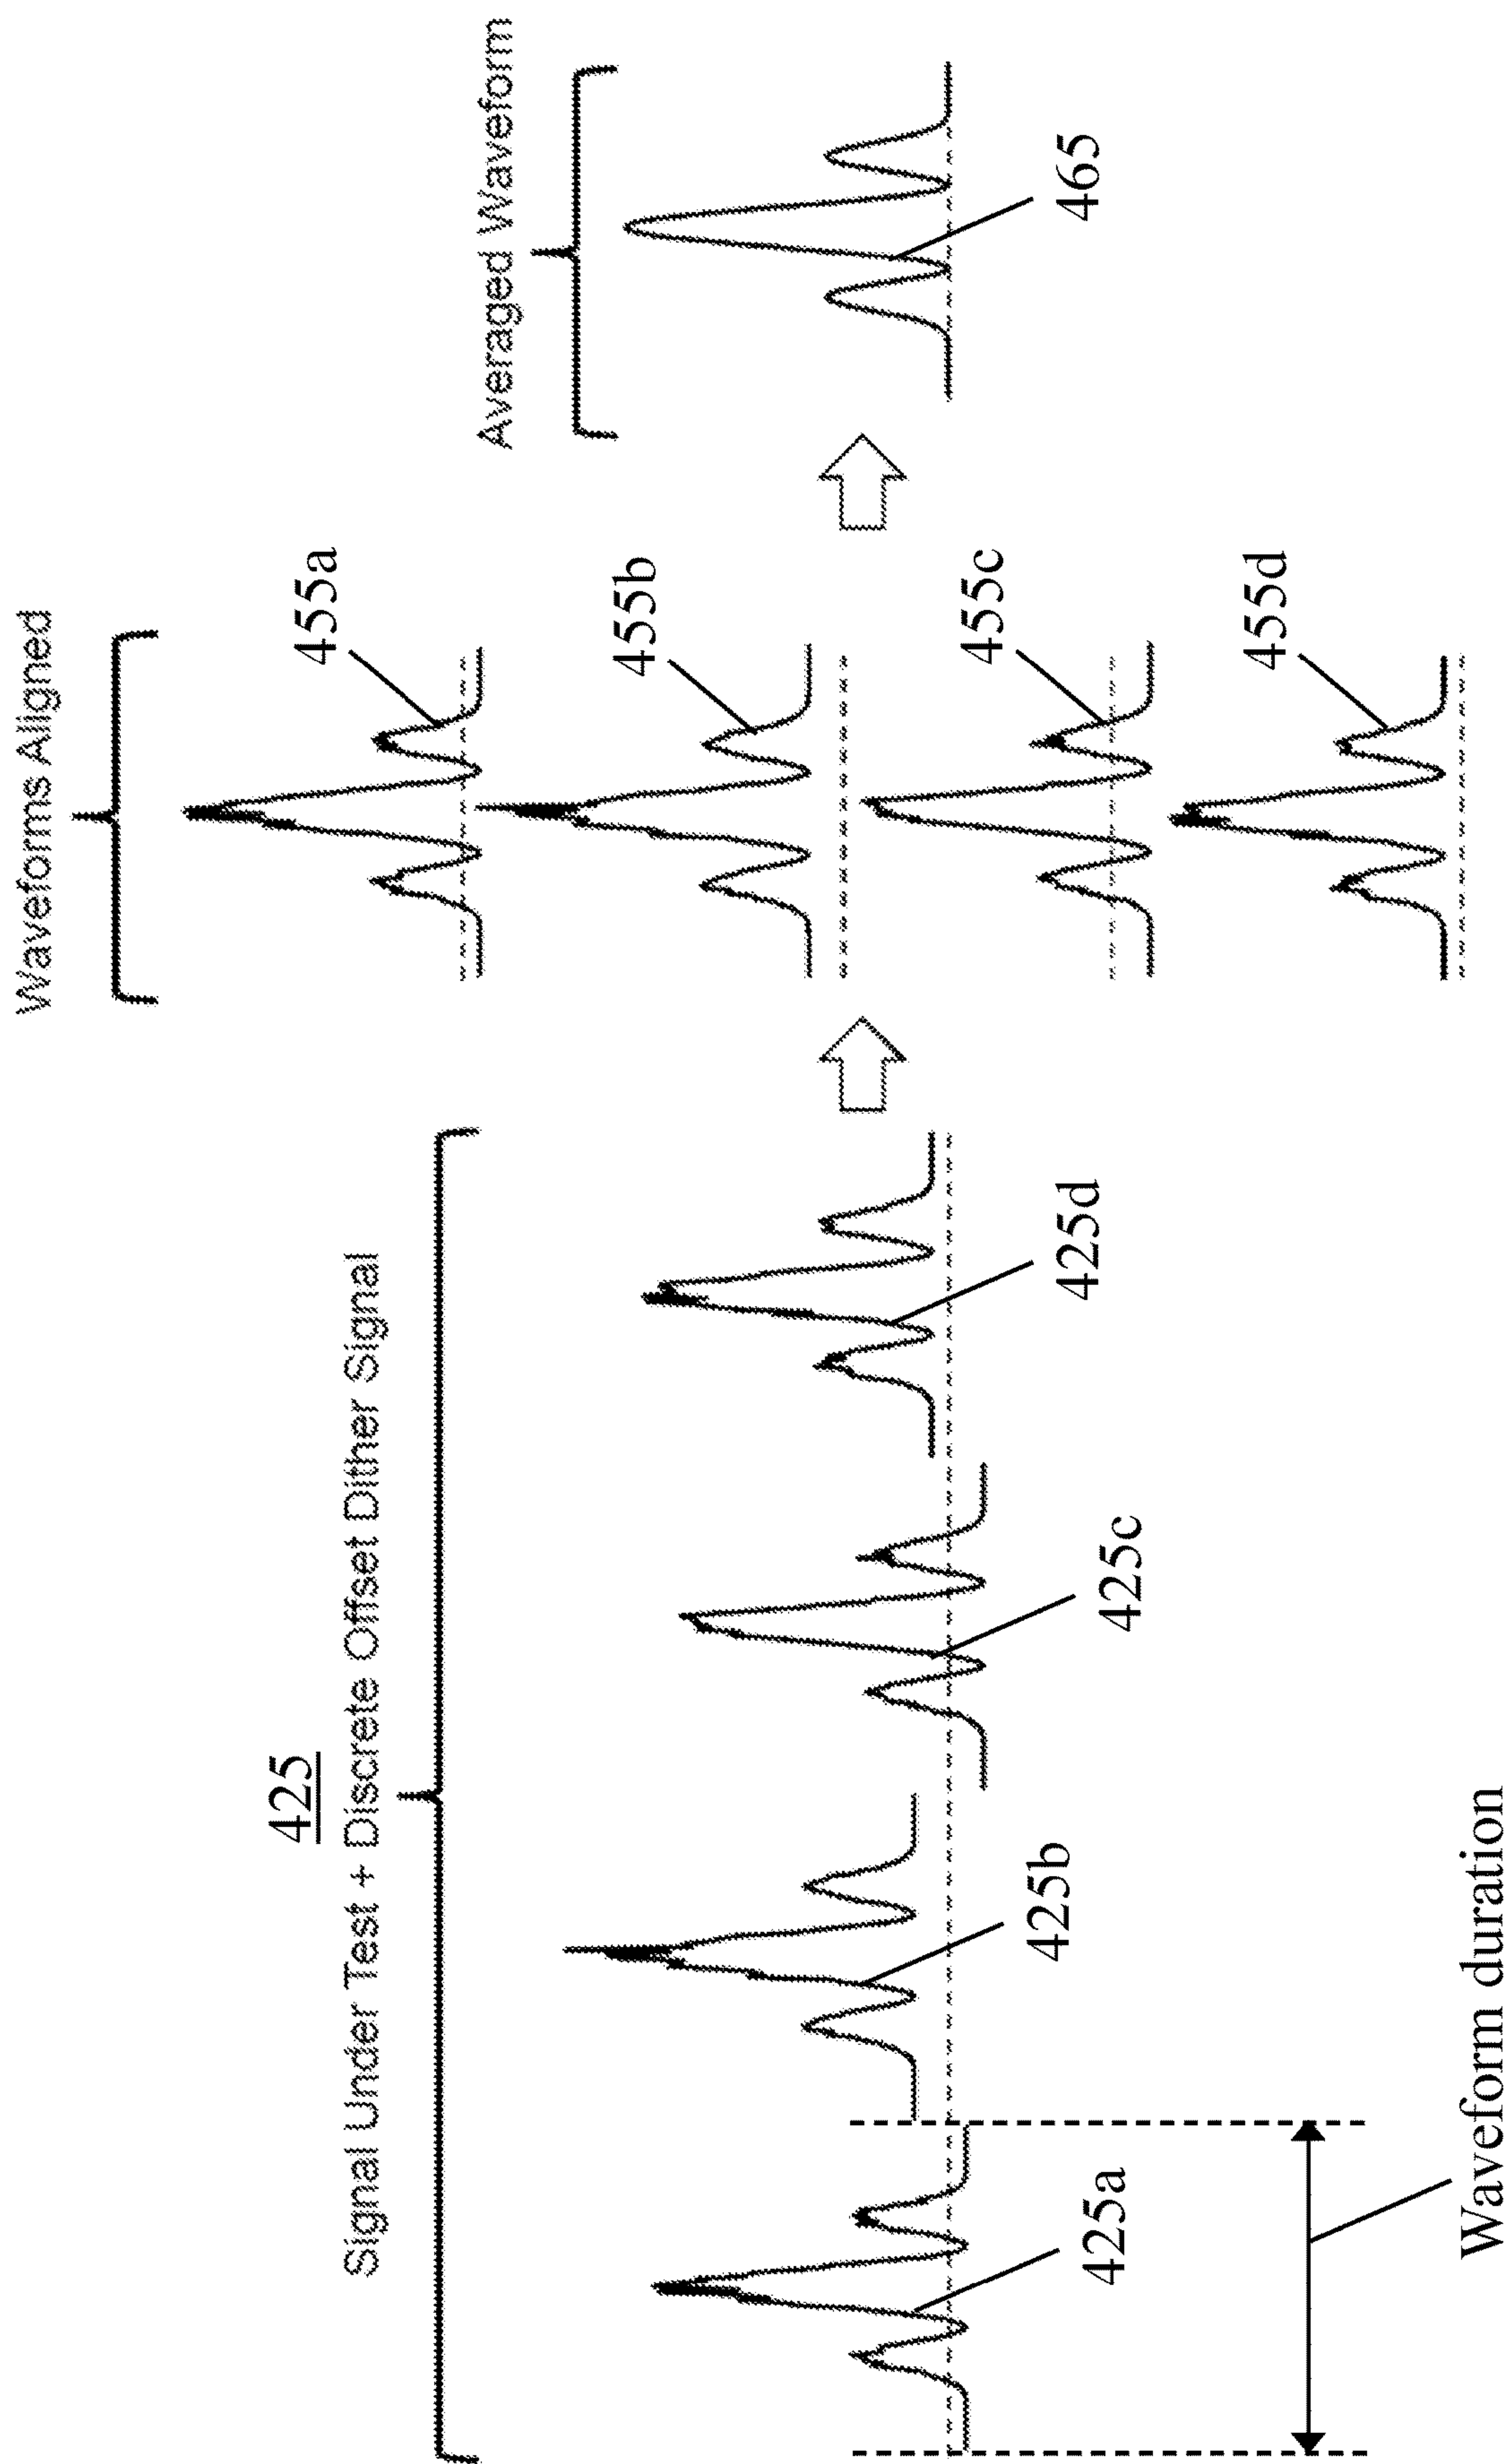 425
Signal Under Test + Discrete Offset Dither Signal
425a
425b
425c
425d
Waveform duration
Waveforms Aligned
455a
455b
455c
455d
Averaged Waveform
465